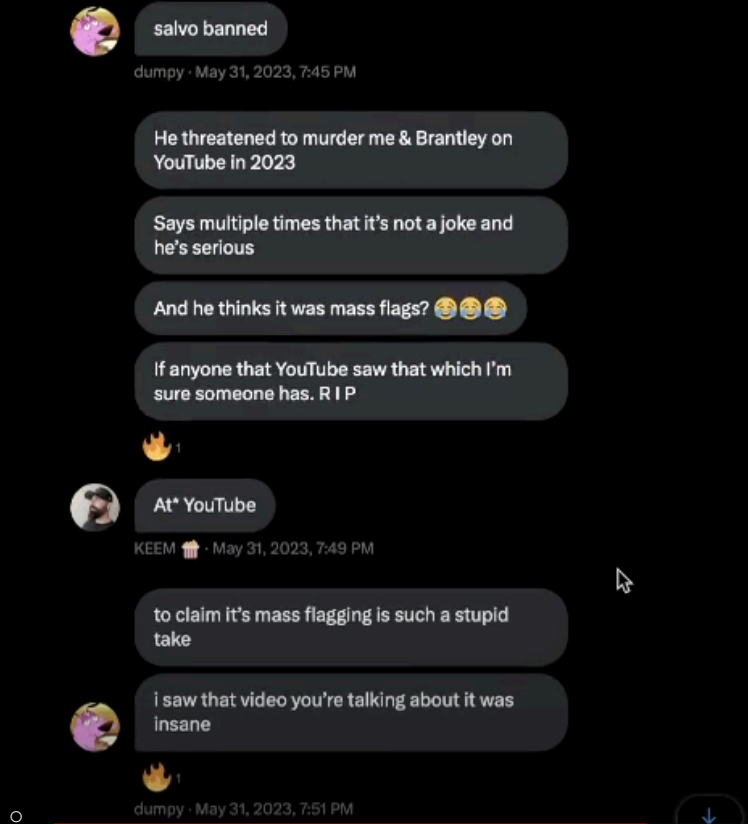 salvo banned
dumpy · May 31, 2023, 7:45 PM
He threatened to murder me & Brantley on
YouTube in 2023
Says multiple times that it's not a joke and
he's serious
And he thinks it was mass flags? 😂😂😂
If anyone that YouTube saw that which I'm
sure someone has. R I P
🔥 1
At* YouTube
KEEM 🍿 · May 31, 2023, 7:49 PM
to claim it's mass flagging is such a stupid
take
i saw that video you're talking about it was
insane
🔥 1
dumpy · May 31, 2023, 7:51 PM